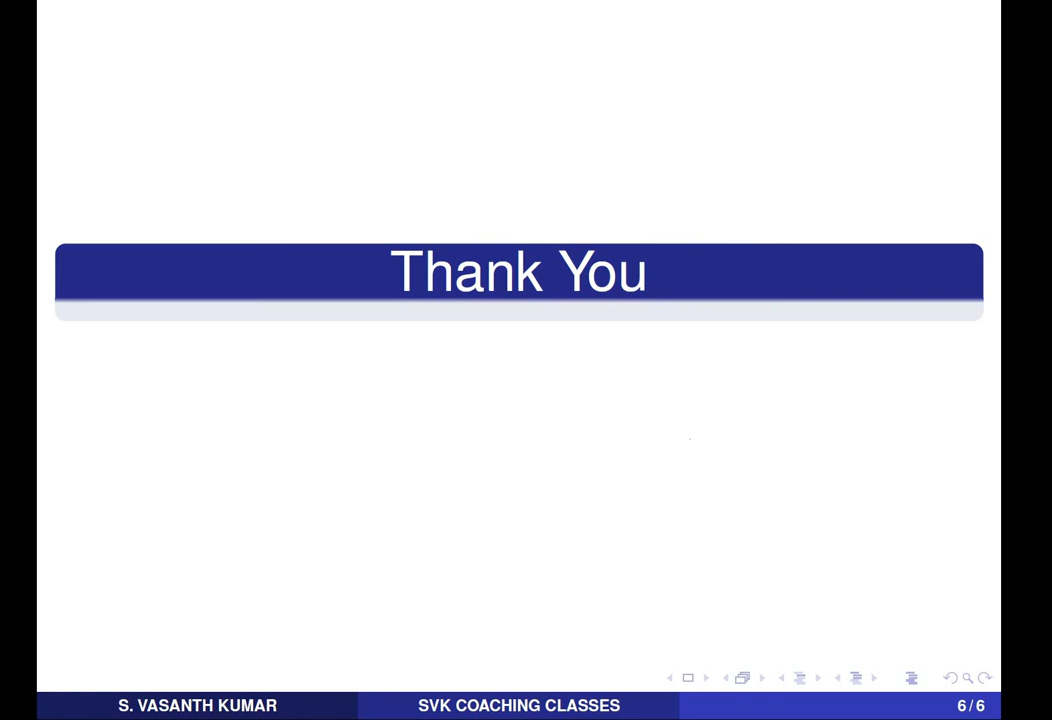 Thank You
S. VASANTH KUMAR
SVK COACHING CLASSES
6 / 6